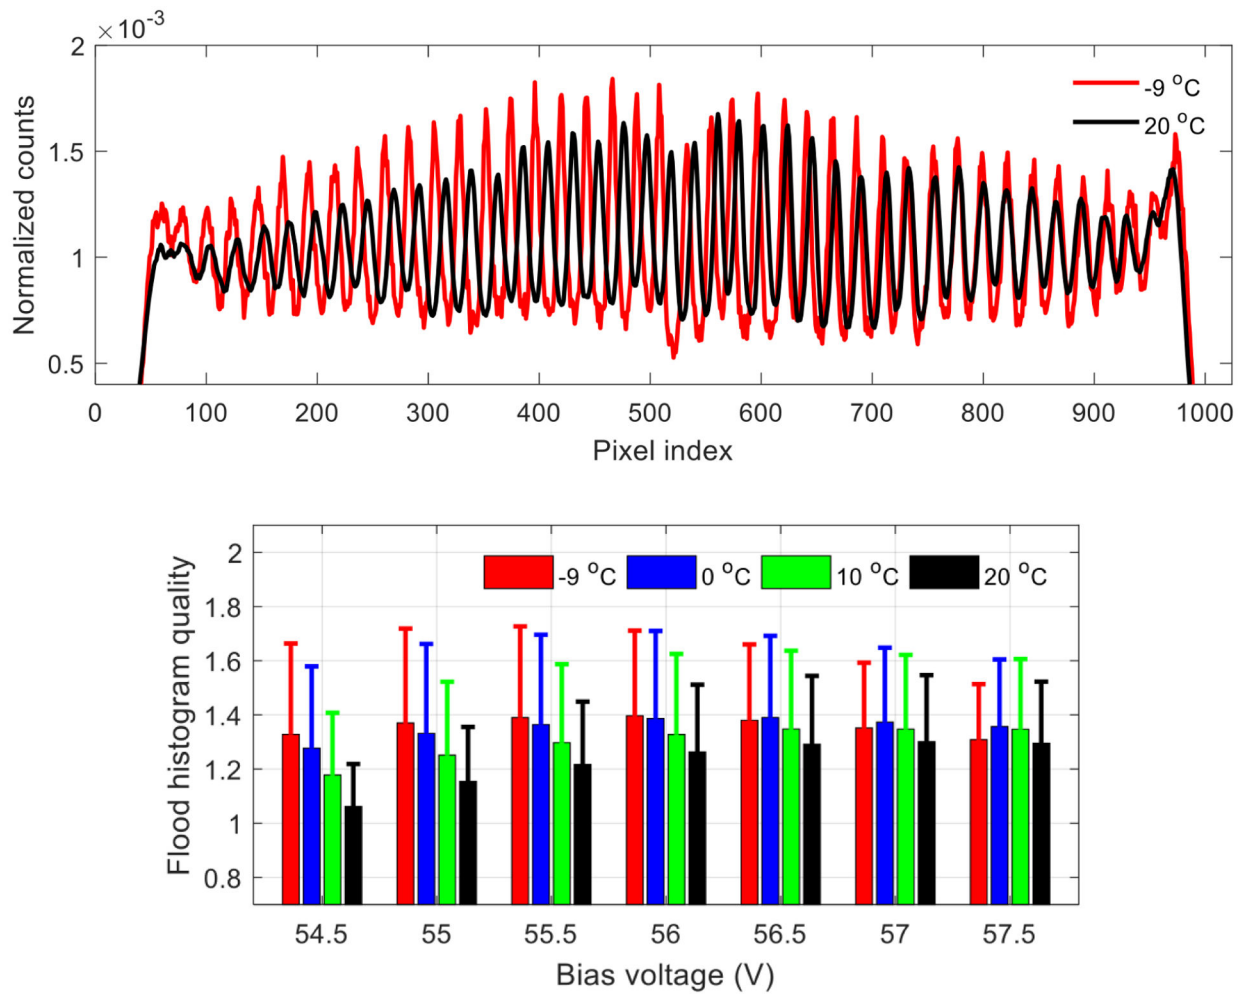 ×10⁻³
2
1.5
1
0.5
Normalized counts
-9 °C
20 °C
0 100 200 300 400 500 600 700 800 900 1000
Pixel index
Flood histogram quality
2
1.8
1.6
1.4
1.2
1
0.8
-9 °C 0 °C 10 °C 20 °C
54.5 55 55.5 56 56.5 57 57.5
Bias voltage (V)